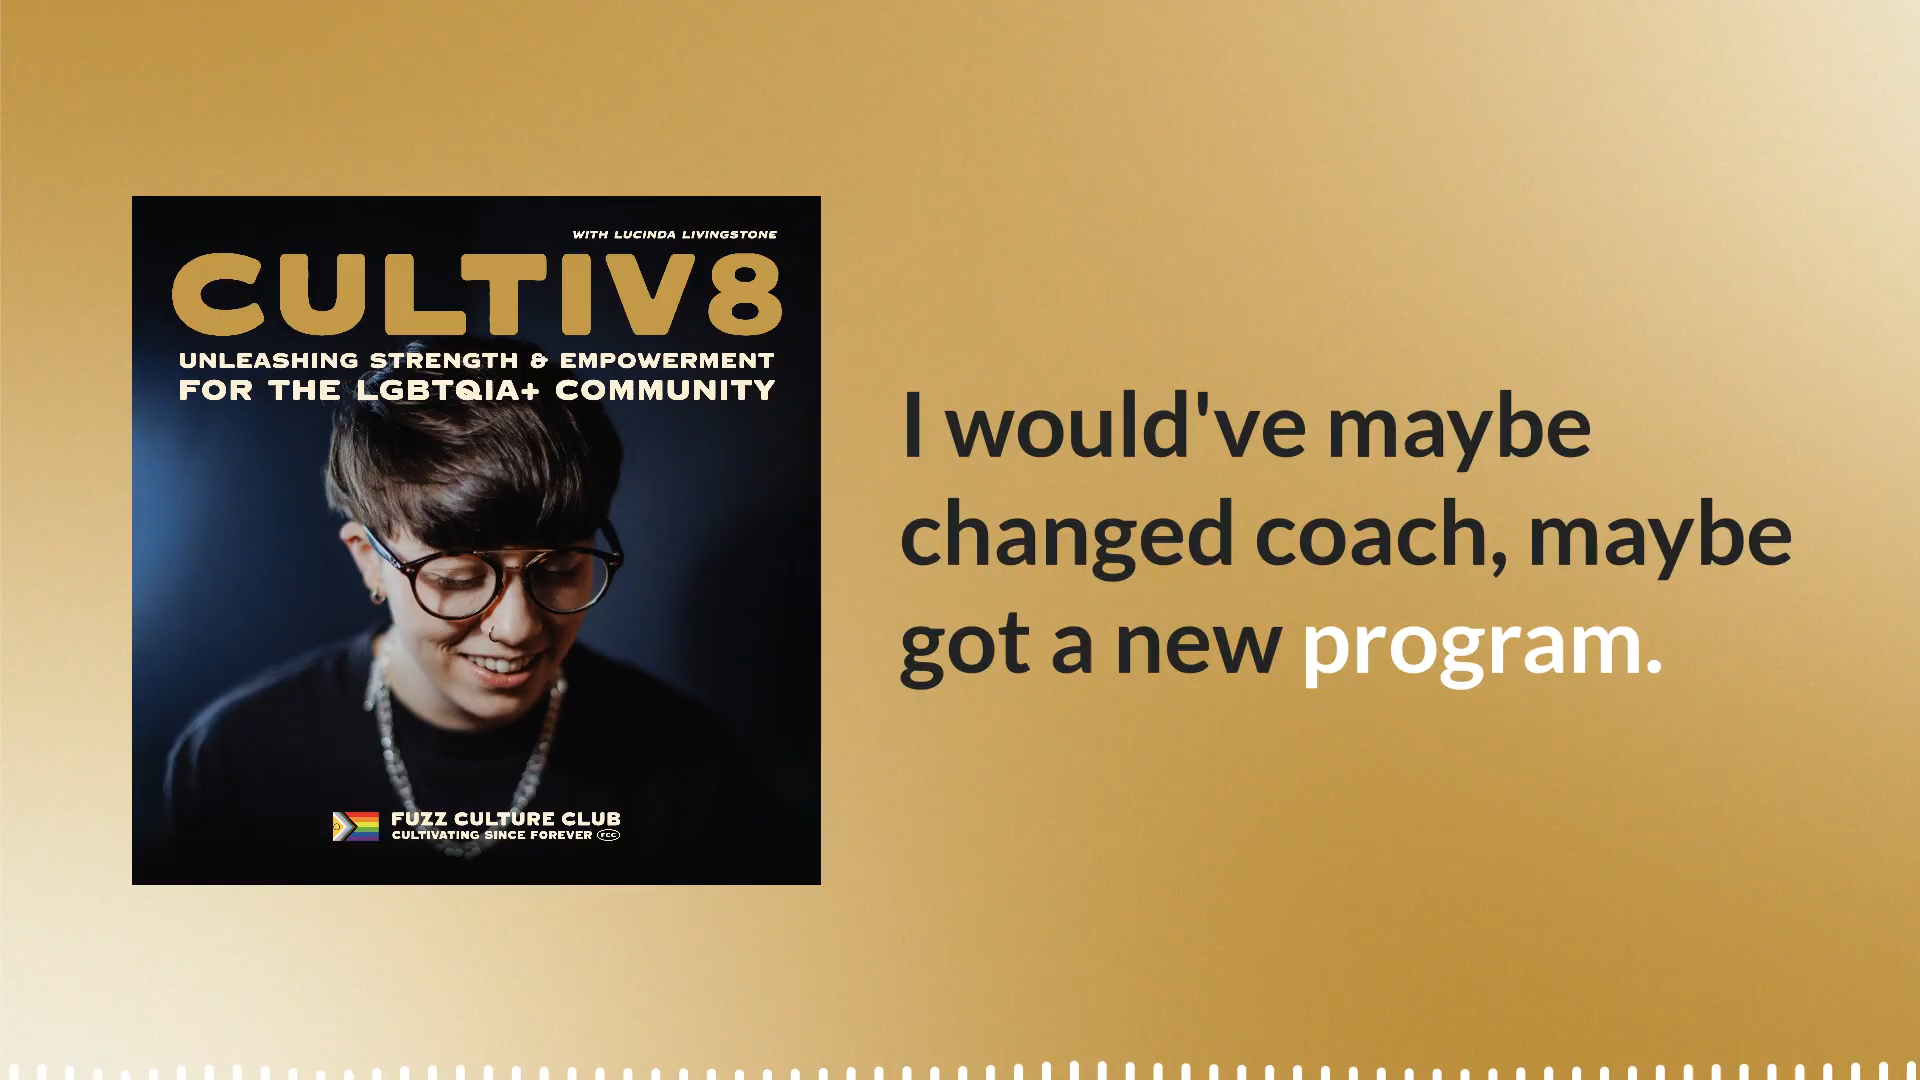 WITH LUCINDA LIVINGSTONE
CULTIV8
UNLEASHING STRENGTH & EMPOWERMENT
FOR THE LGBTQIA+ COMMUNITY
FUZZ CULTURE CLUB
CULTIVATING SINCE FOREVER FCC
I would've maybe
changed coach, maybe
got a new program.